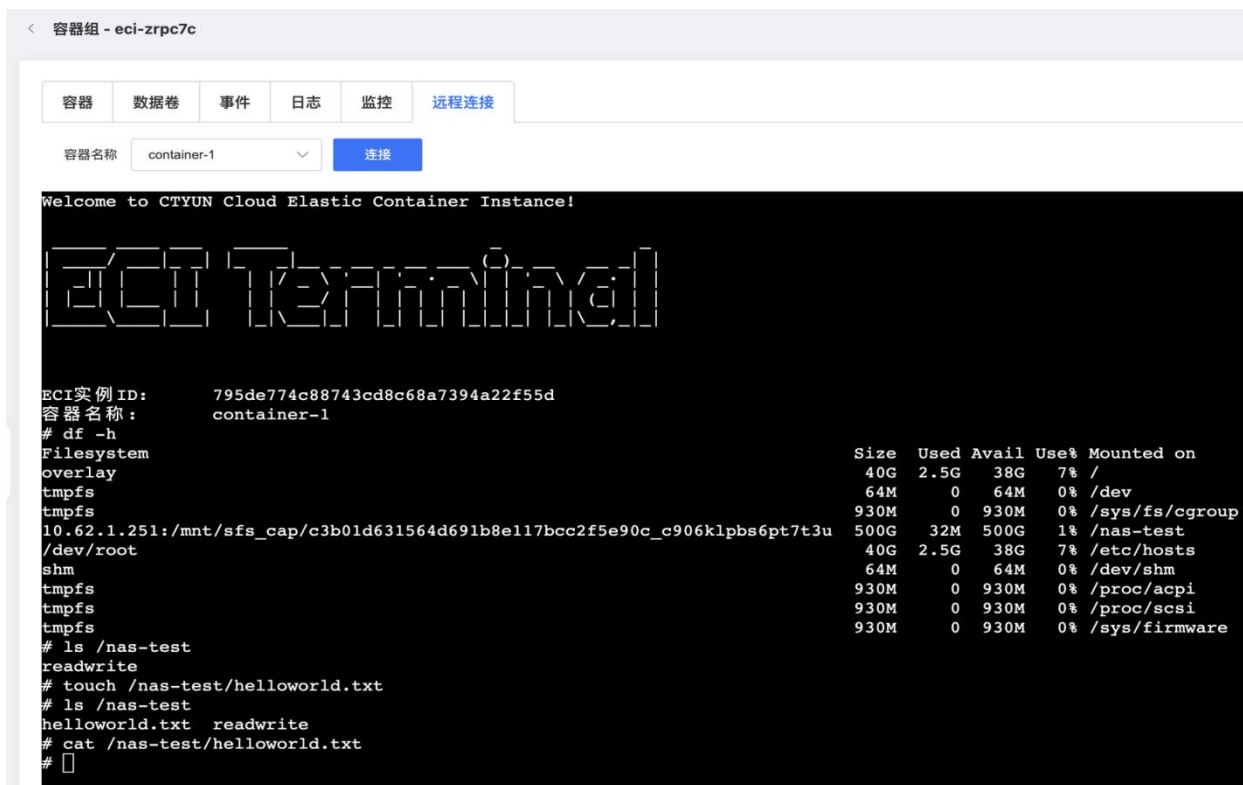 容器组 - eci-zrpc7c
容器 数据卷 事件 日志 监控 远程连接
容器名称 container-1 连接
Welcome to CTYUN Cloud Elastic Container Instance!
ECI Terminal
ECI实例ID: 795de774c88743cd8c68a7394a22f55d
容器名称: container-1
# df -h
Filesystem Size Used Avail Use% Mounted on
overlay 40G 2.5G 38G 7% /
tmpfs 64M 0 64M 0% /dev
tmpfs 930M 0 930M 0% /sys/fs/cgroup
10.62.1.251:/mnt/sfs_cap/c3b01d631564d691b8e117bcc2f5e90c_c906klpbs6pt7t3u 500G 32M 500G 1% /nas-test
/dev/root 40G 2.5G 38G 7% /etc/hosts
shm 64M 0 64M 0% /dev/shm
tmpfs 930M 0 930M 0% /proc/acpi
tmpfs 930M 0 930M 0% /proc/scsi
tmpfs 930M 0 930M 0% /sys/firmware
# ls /nas-test
readwrite
# touch /nas-test/helloworld.txt
# ls /nas-test
helloworld.txt readwrite
# cat /nas-test/helloworld.txt
#